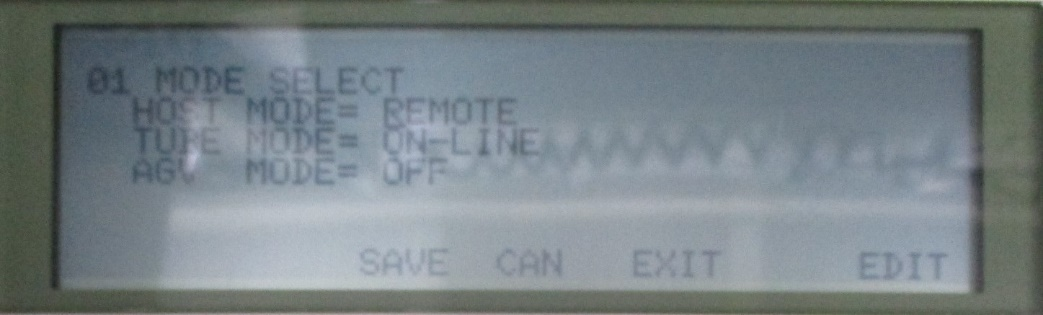 01 MODE SELECT
HOST MODE= REMOTE
TUBE MODE= ON-LINE
AGV MODE= OFF
SAVE CAN EXIT EDIT